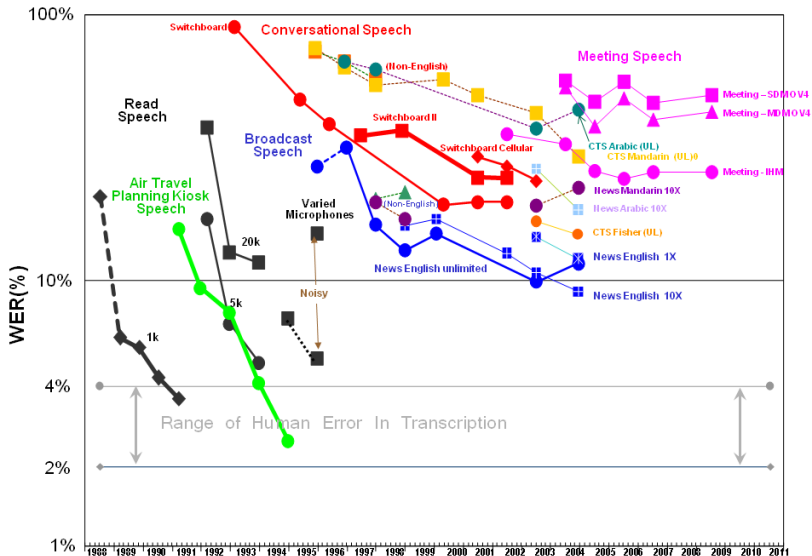 100%
Switchboard
Conversational Speech
(Non-English)
Meeting Speech
Meeting – SDM OV4
Meeting – MDM OV4
Read
Speech
Switchboard II
Broadcast
Speech
Switchboard Cellular
CTS Arabic (UL)
CTS Mandarin (UL)0
Meeting - IHM
Air Travel
Planning Kiosk
Speech
Varied
Microphones
(Non-English)
News Mandarin 10X
News Arabic 10X
CTS Fisher (UL)
20k
News English unlimited
News English 1X
10%
Noisy
News English 10X
5k
1k
WER(%)
4%
Range of Human Error In Transcription
2%
1%
1988 1989 1990 1991 1992 1993 1994 1995 1996 1997 1998 1999 2000 2001 2002 2003 2004 2005 2006 2007 2008 2009 2010 2011